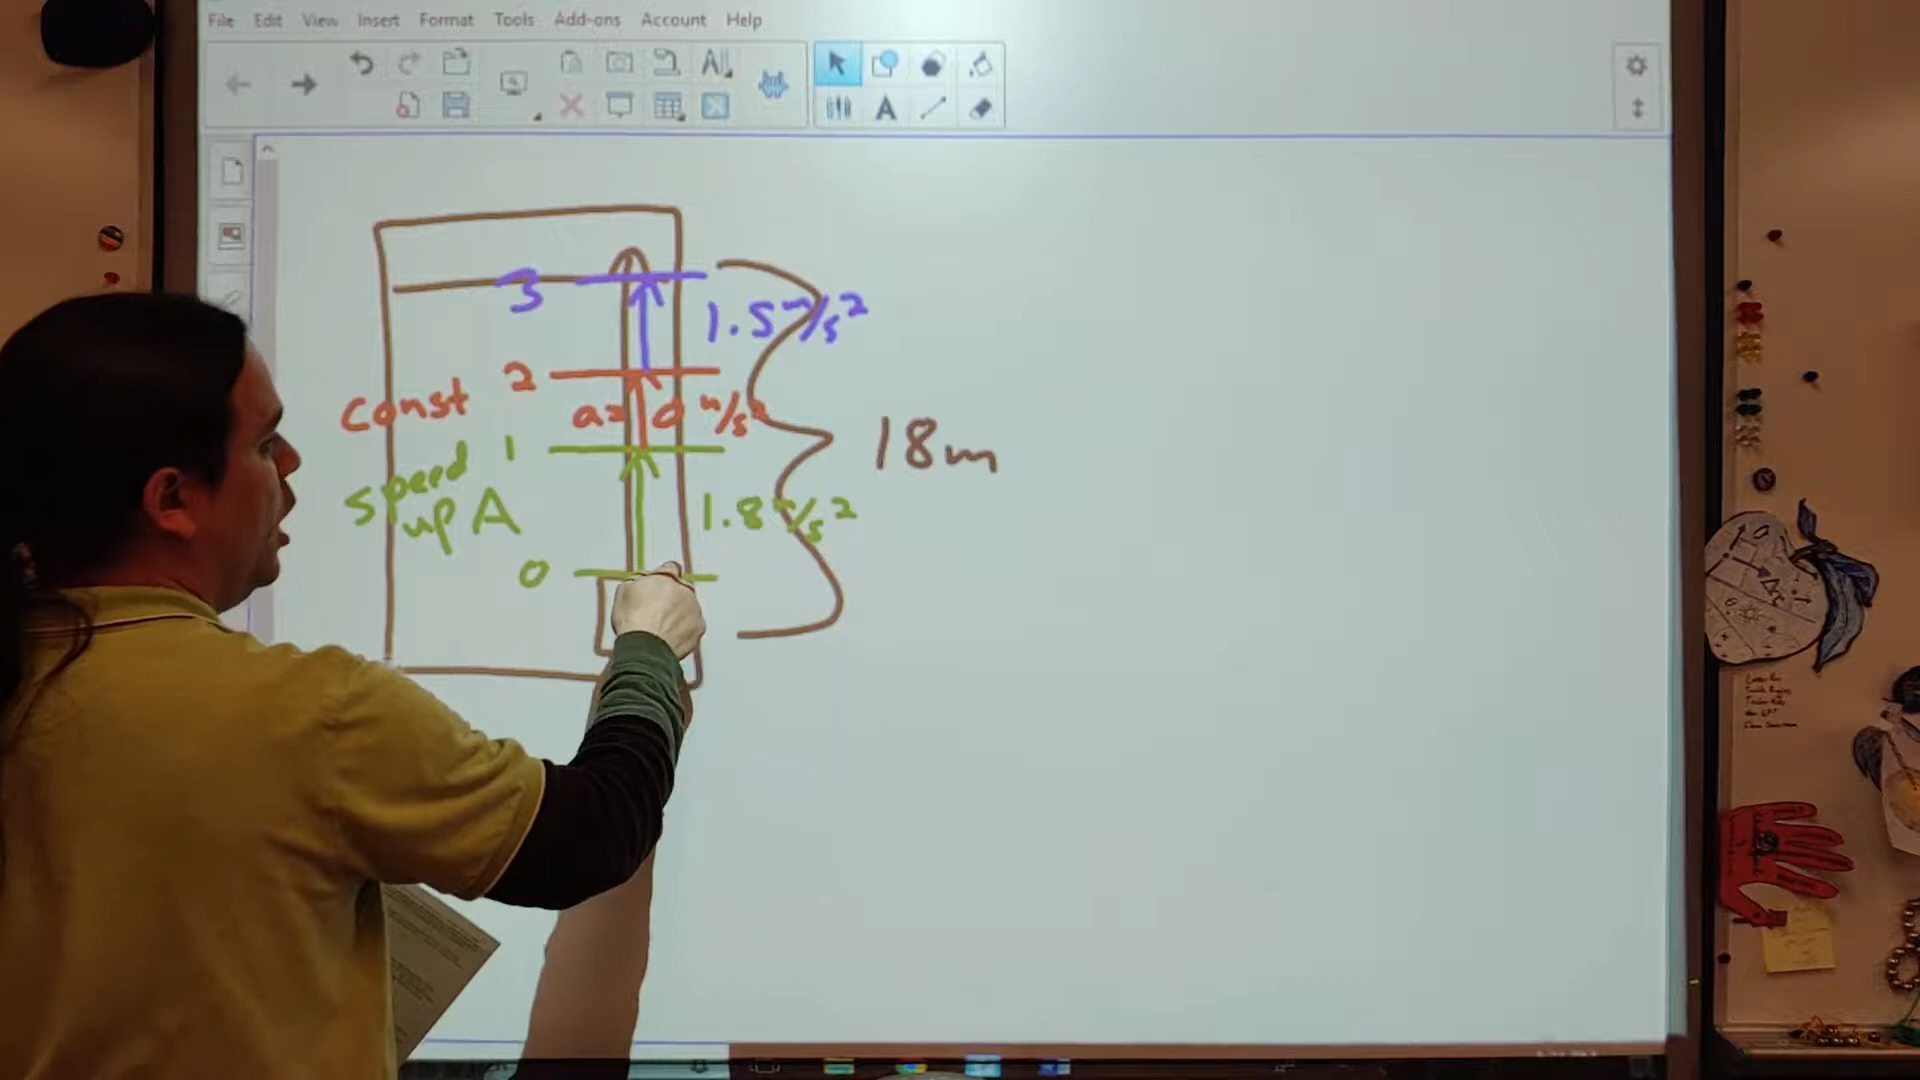 File Edit View Insert Format Tools Add-ons Account Help
A
3
1.5 m/s²
const 2
a= 0 m/s²
18m
speed 1
up A
1.8 m/s²
0